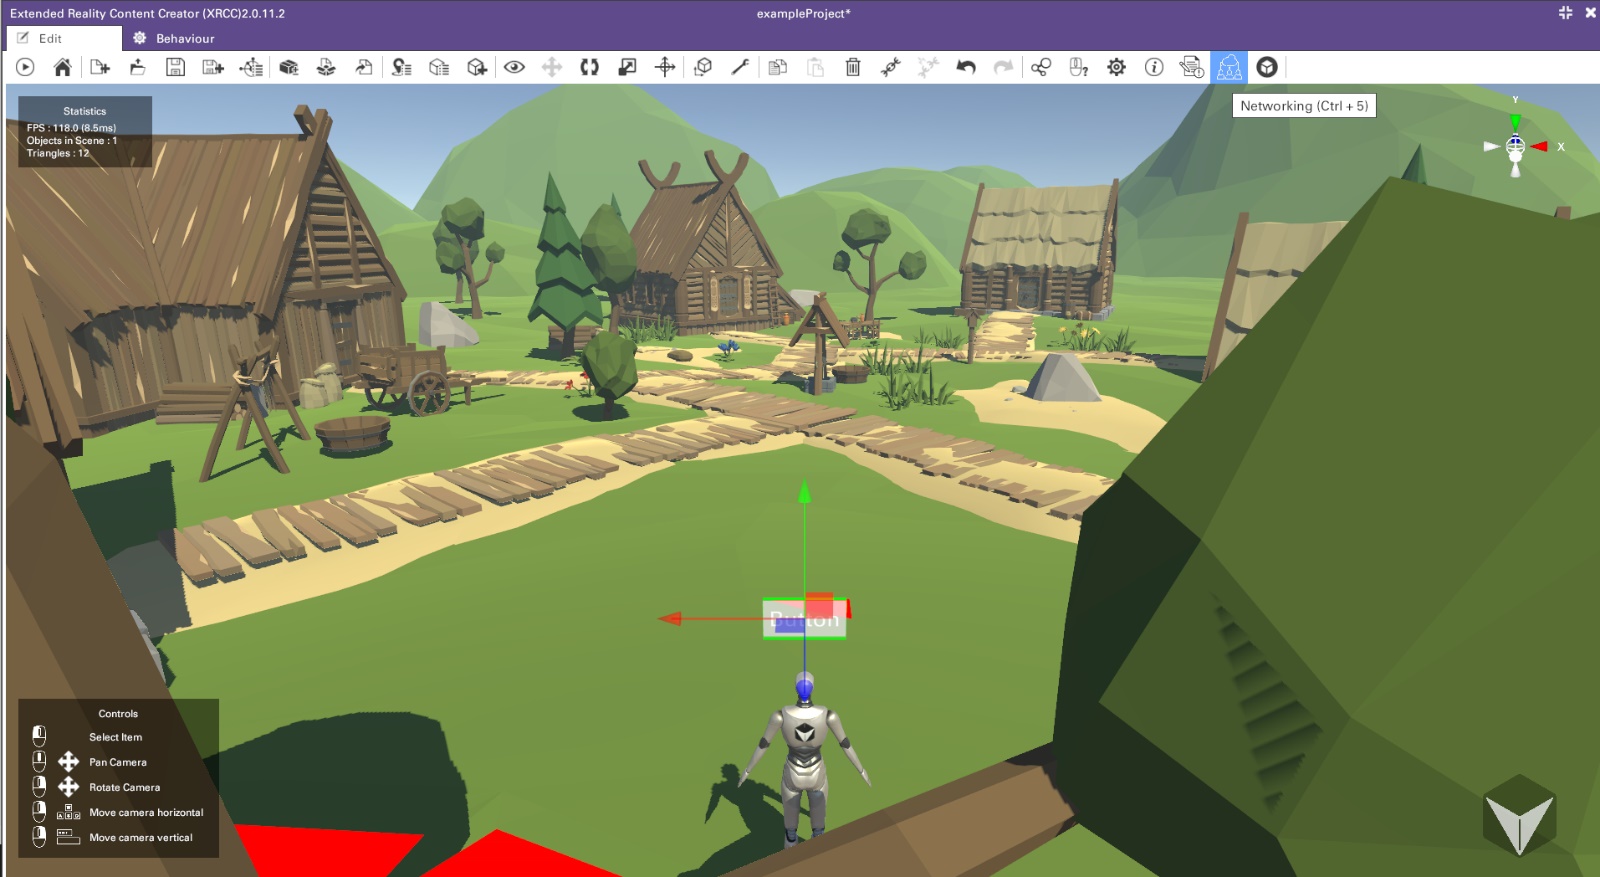 Extended Reality Content Creator (XRCC)2.0.11.2
exampleProject*
Edit
Behaviour
Networking (Ctrl + 5)
Statistics
FPS : 118.0 (8.5ms)
Objects in Scene : 1
Triangles : 12
Y
X
Button
Controls
Select Item
Pan Camera
Rotate Camera
Move camera horizontal
Move camera vertical